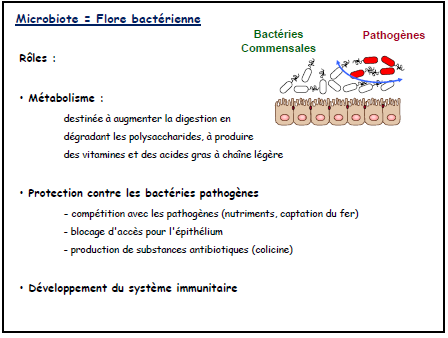 Microbiote = Flore bactérienne
Bactéries
Commensales
Pathogènes
Rôles :
• Métabolisme :
destinée à augmenter la digestion en
dégradant les polysaccharides, à produire
des vitamines et des acides gras à chaîne légère
• Protection contre les bactéries pathogènes
- compétition avec les pathogènes (nutriments, captation du fer)
- blocage d'accès pour l'épithélium
- production de substances antibiotiques (colicine)
• Développement du système immunitaire